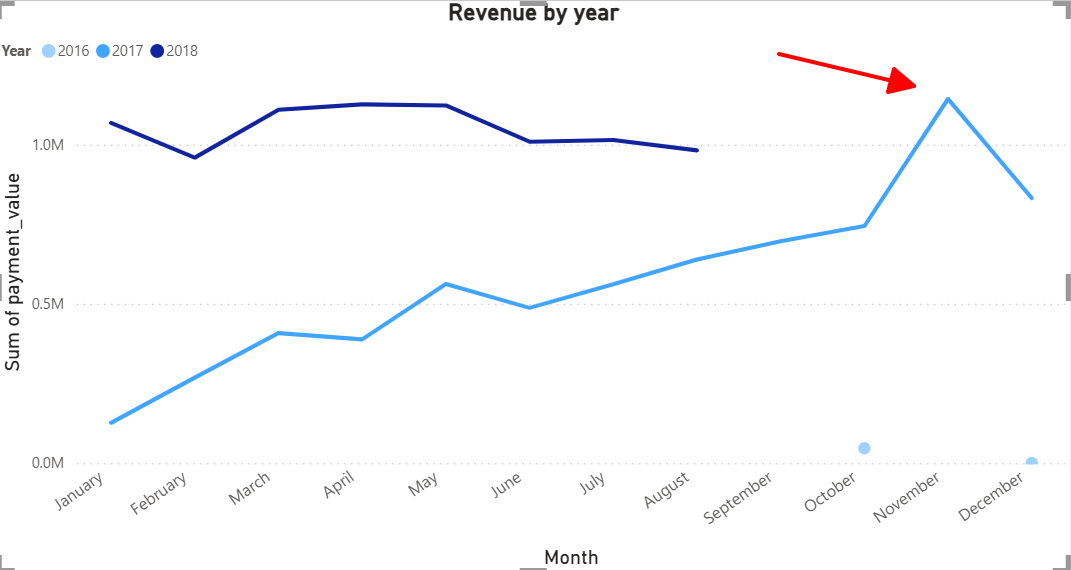 Revenue by year
Year 2016 2017 2018
Sum of payment_value
1.0M
0.5M
0.0M
January February March April May June July August September October November December
Month